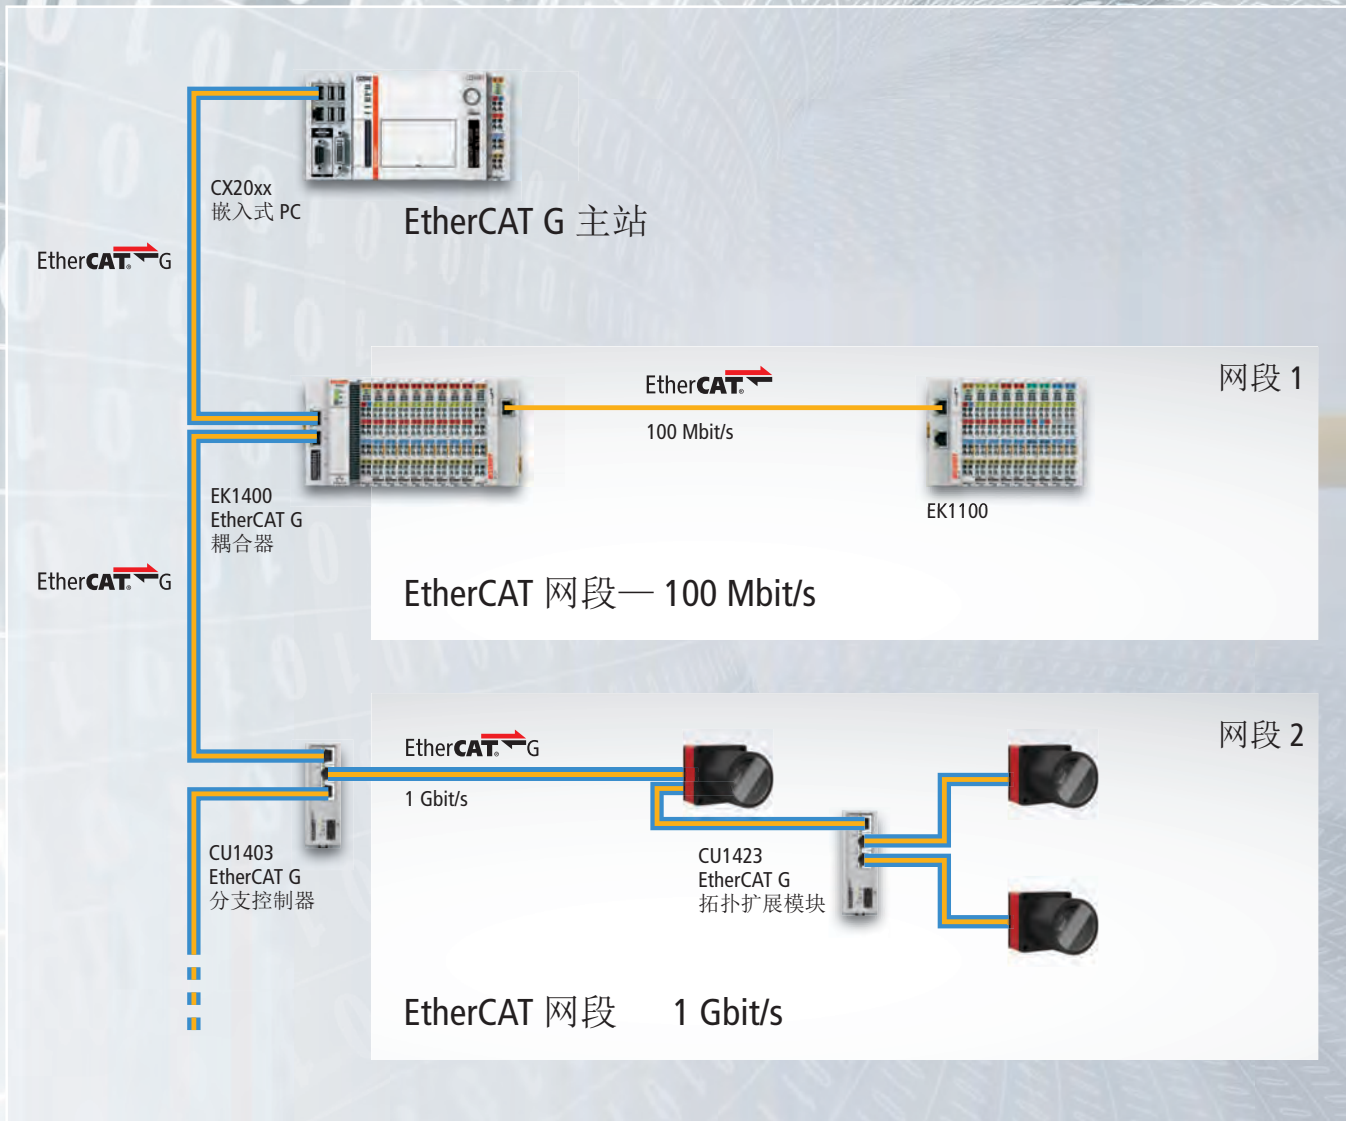 CX20xx
嵌入式 PC
EtherCAT G 主站
EtherCAT G
网段 1
EtherCAT
100 Mbit/s
EK1400
EtherCAT G
耦合器
EK1100
EtherCAT G
EtherCAT 网段— 100 Mbit/s
网段 2
EtherCAT G
1 Gbit/s
CU1403
EtherCAT G
分支控制器
CU1423
EtherCAT G
拓扑扩展模块
EtherCAT 网段 1 Gbit/s